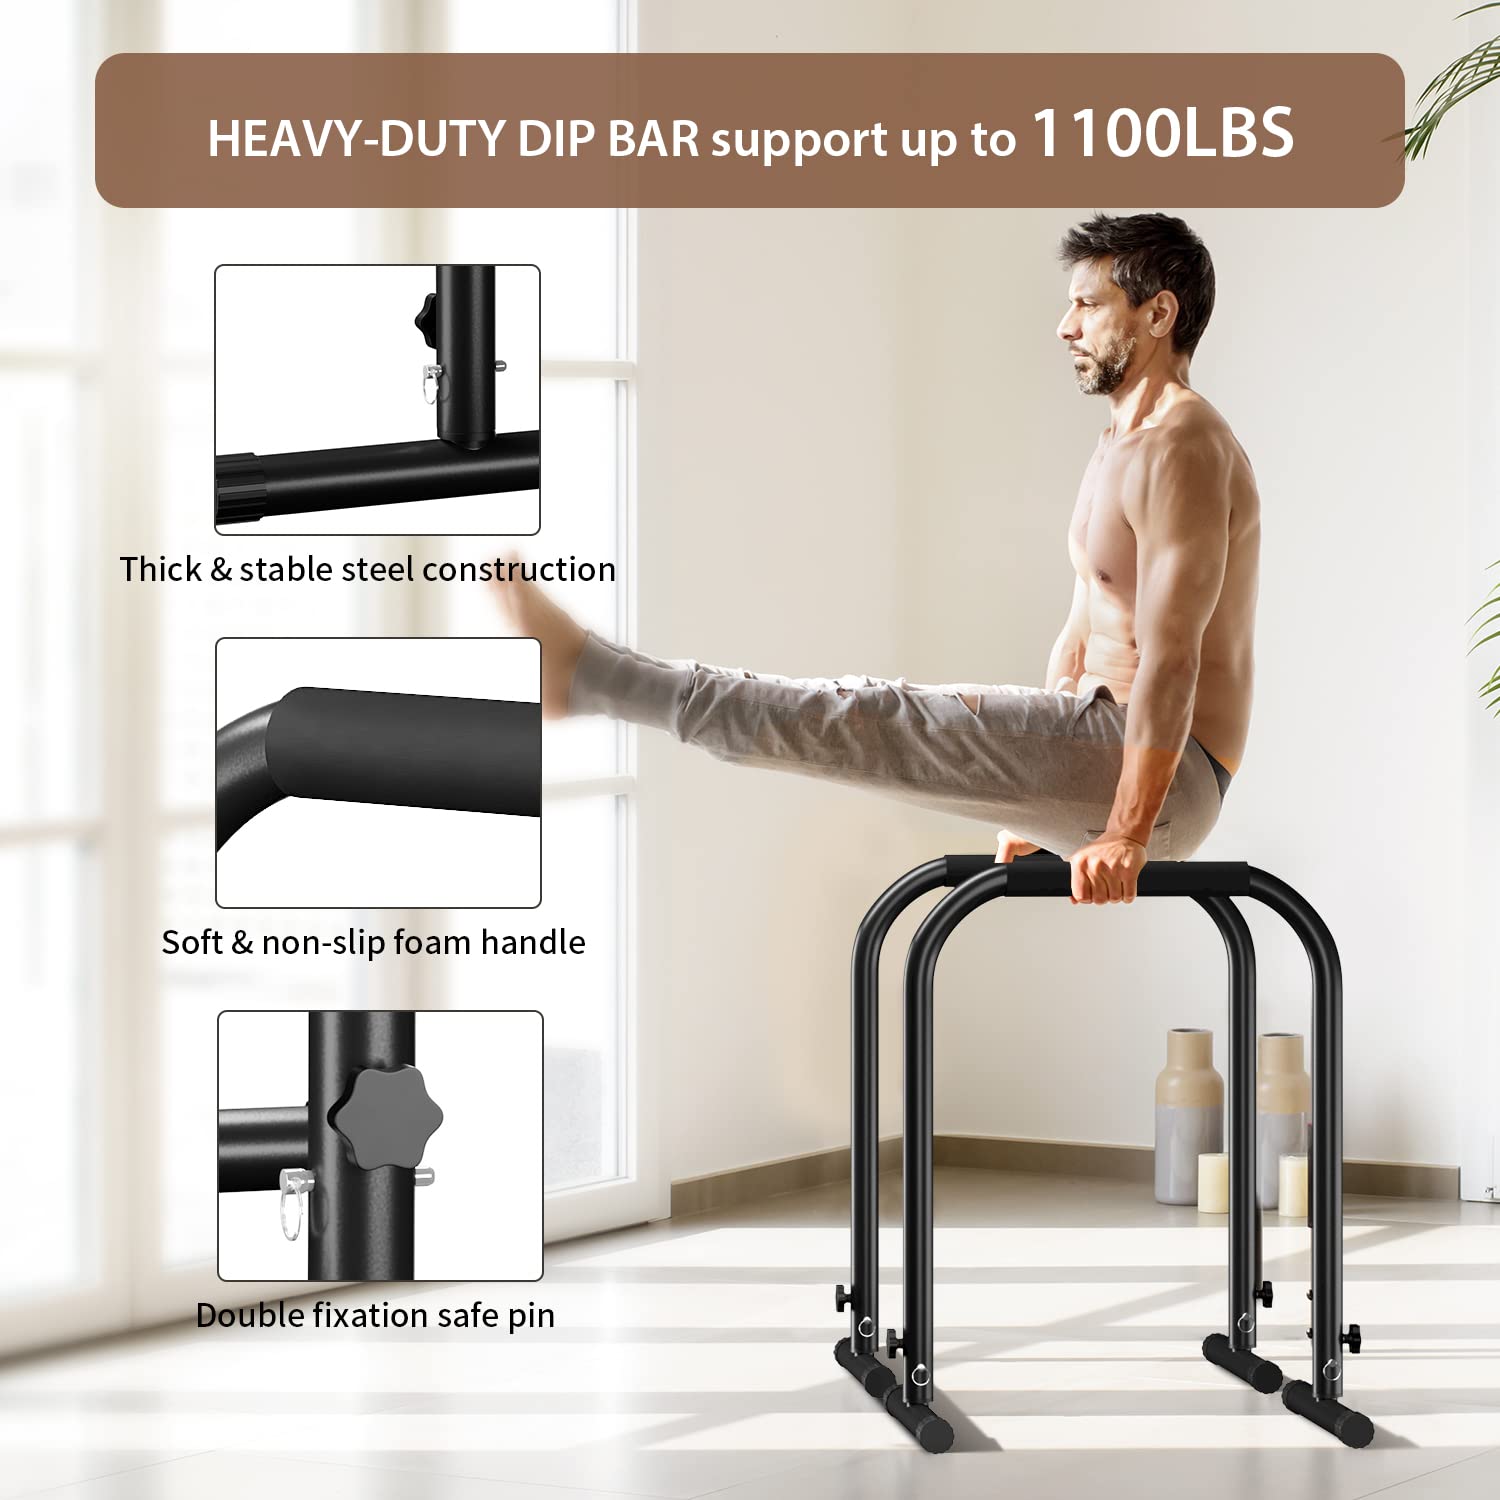 HEAVY-DUTY DIP BAR support up to 1100LBS
Thick & stable steel construction
Soft & non-slip foam handle
Double fixation safe pin